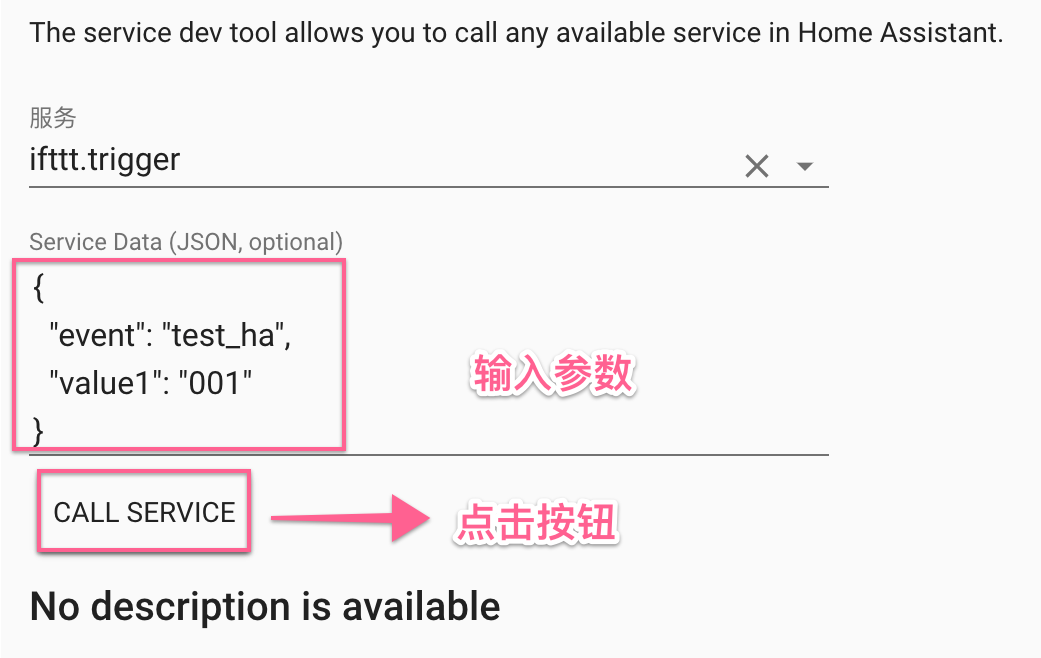 The service dev tool allows you to call any available service in Home Assistant.
服务
ifttt.trigger
Service Data (JSON, optional)
{
"event": "test_ha",
"value1": "001"
}
输入参数
CALL SERVICE
点击按钮
No description is available